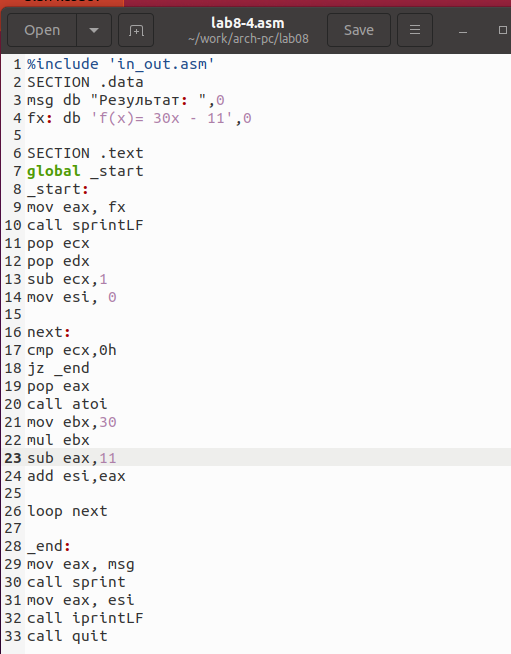 Open
lab8-4.asm
~/work/arch-pc/lab08
Save
1 %include 'in_out.asm'
2 SECTION .data
3 msg db "Результат: ",0
4 fx: db 'f(x)= 30x - 11',0
5
6 SECTION .text
7 global _start
8 _start:
9 mov eax, fx
10 call sprintLF
11 pop ecx
12 pop edx
13 sub ecx,1
14 mov esi, 0
15
16 next:
17 cmp ecx,0h
18 jz _end
19 pop eax
20 call atoi
21 mov ebx,30
22 mul ebx
23 sub eax,11
24 add esi,eax
25
26 loop next
27
28 _end:
29 mov eax, msg
30 call sprint
31 mov eax, esi
32 call iprintLF
33 call quit